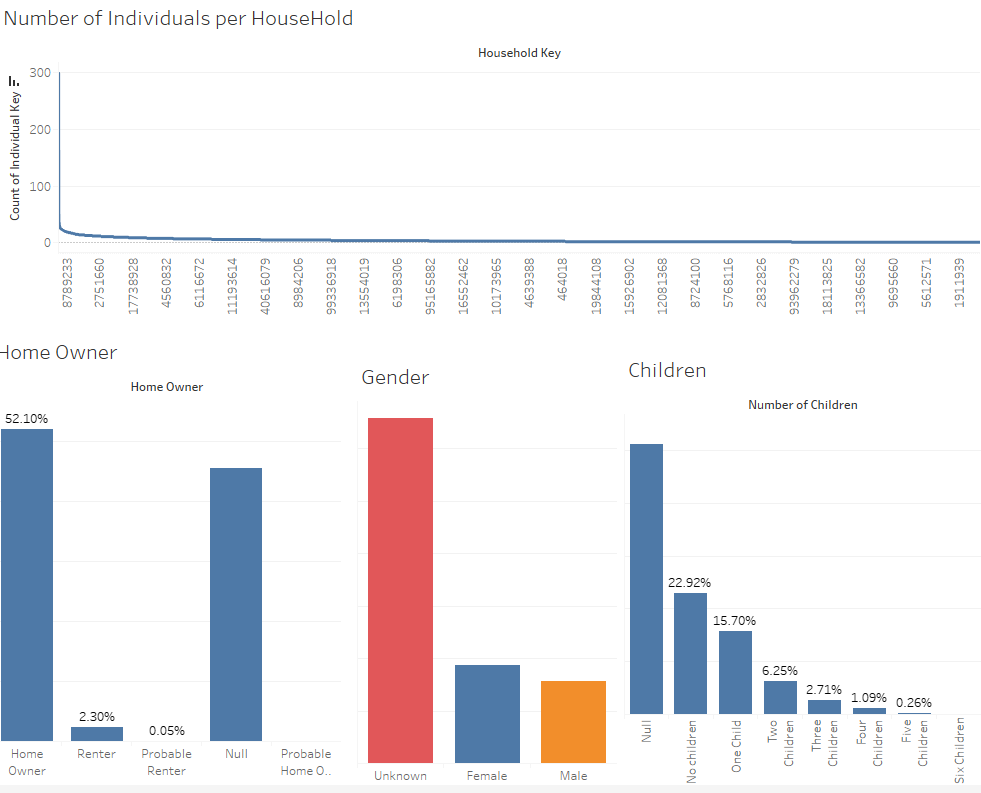 Number of Individuals per HouseHold
Household Key
Count of Individual Key
300
200
100
0
8789233
2751660
17738928
4560832
6116672
11193614
40616079
8984206
99336918
13554019
6198306
95165882
16552462
10173965
4639388
464018
19844108
15926902
12081368
8724100
5768116
2832826
93962279
18113825
13366582
9695660
5612571
1911939
Home Owner
Home Owner
52.10%
2.30%
0.05%
Home
Owner
Renter
Probable
Renter
Null
Probable
Home O..
Gender
Unknown
Female
Male
Children
Number of Children
22.92%
15.70%
6.25%
2.71%
1.09%
0.26%
Null
No children
One Child
Two
Children
Three
Children
Four
Children
Five
Children
Six Children